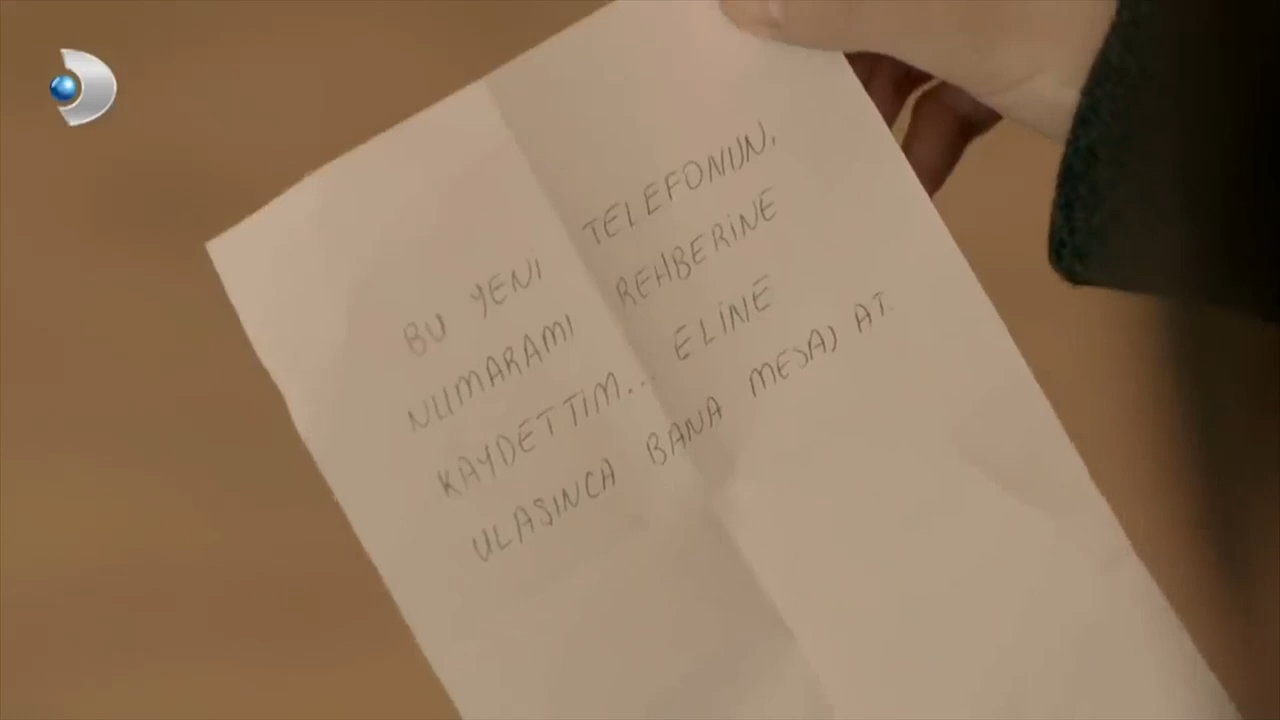 BU YENİ TELEFONUN,
NUMARAMI REHBERİNE
KAYDETTİM... ELİNE
ULAŞINCA BANA MESAJ AT.